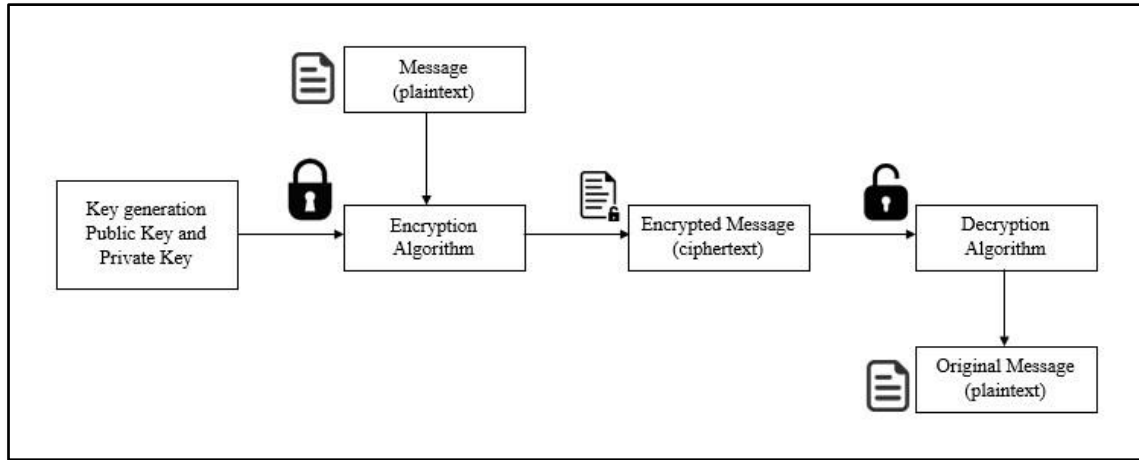 Message
(plaintext)
Key generation
Public Key and
Private Key
Encryption
Algorithm
Encrypted Message
(ciphertext)
Decryption
Algorithm
Original Message
(plaintext)